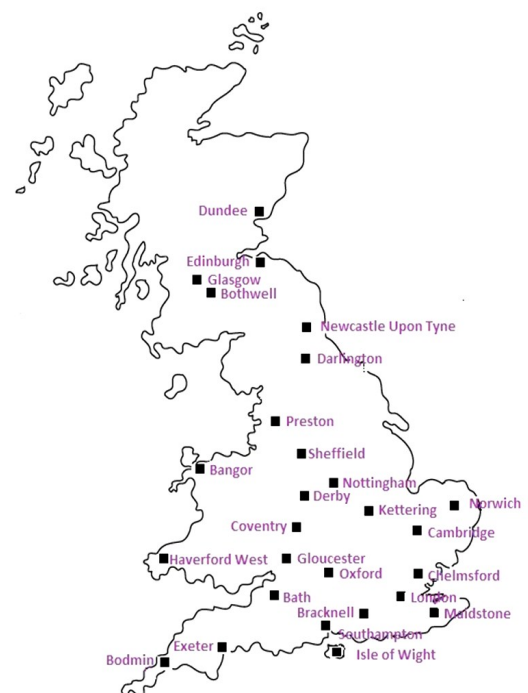 Dundee
Edinburgh
Glasgow
Bothwell
Newcastle Upon Tyne
Darlington
Preston
Sheffield
Bangor
Nottingham
Derby
Norwich
Kettering
Coventry
Cambridge
Haverford West
Gloucester
Oxford
Chelmsford
Bath
London
Bracknell
Maidstone
Southampton
Exeter
Isle of Wight
Bodmin